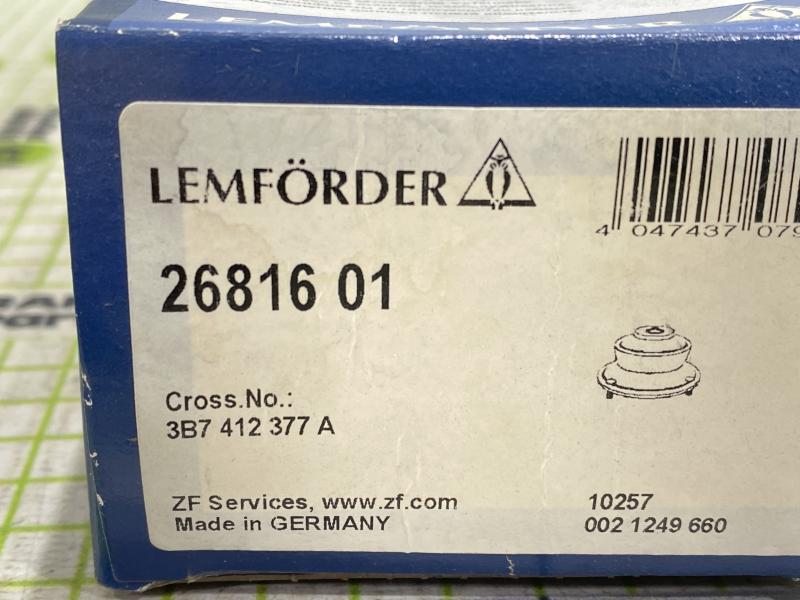 LEMFÖRDER
4 047437 079
26816 01
Cross.No.:
3B7 412 377 A
ZF Services, www.zf.com
Made in GERMANY
10257
002 1249 660